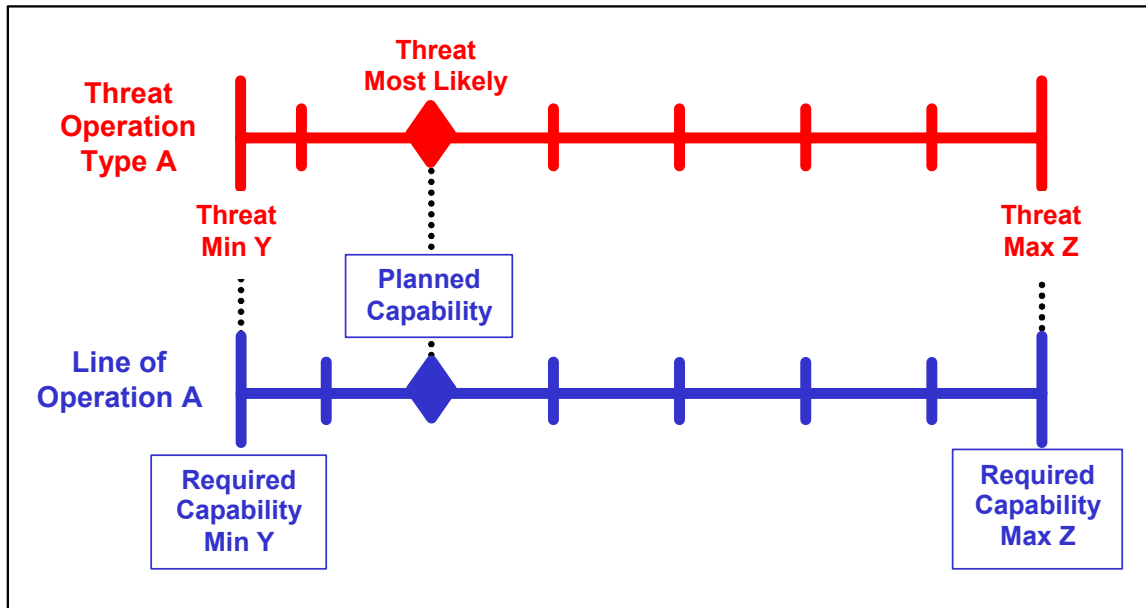 Threat
Most Likely
Threat
Operation
Type A
Threat
Min Y
Threat
Max Z
Planned
Capability
Line of
Operation A
Required
Capability
Min Y
Required
Capability
Max Z